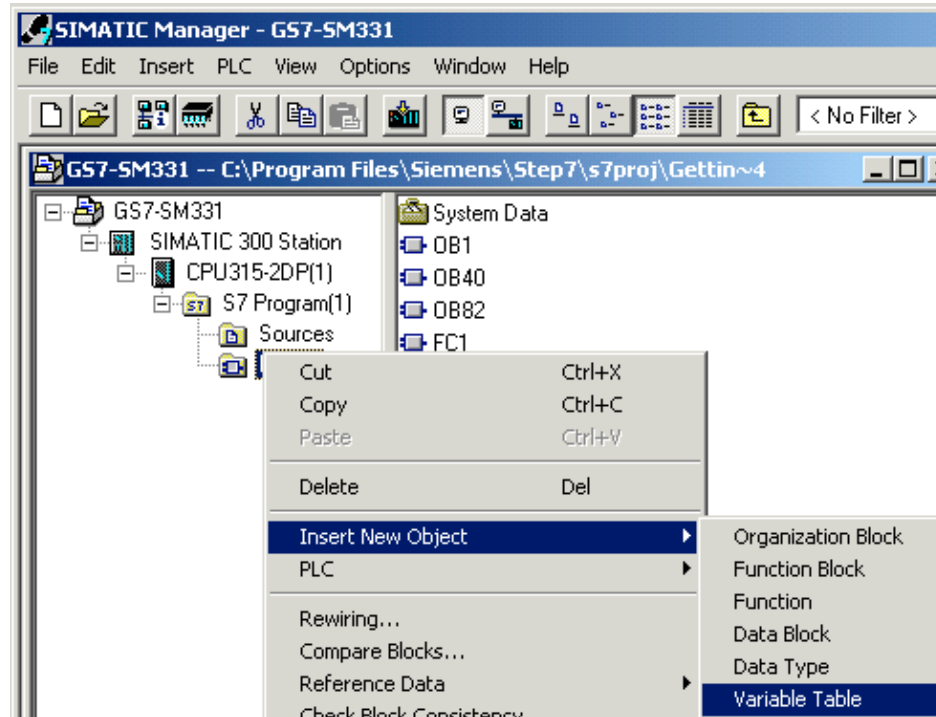 SIMATIC Manager - GS7-SM331
File Edit Insert PLC View Options Window Help
< No Filter >
GS7-SM331 -- C:\Program Files\Siemens\Step7\s7proj\Gettin~4
GS7-SM331
SIMATIC 300 Station
CPU315-2DP(1)
S7 Program(1)
Sources
System Data
OB1
OB40
OB82
FC1
Cut Ctrl+X
Copy Ctrl+C
Paste Ctrl+V
Delete Del
Insert New Object
PLC
Rewiring...
Compare Blocks...
Reference Data
Check Block Consistency
Organization Block
Function Block
Function
Data Block
Data Type
Variable Table